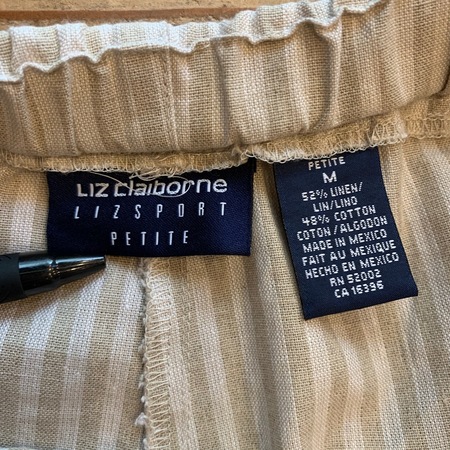 Liz claiborne
LIZSPORT
PETITE
PETITE
M
52% LINEN/
LIN/LINO
48% COTTON
COTON/ALGODON
MADE IN MEXICO
FAIT AU MEXIQUE
HECHO EN MEXICO
RN 52002
CA 16396